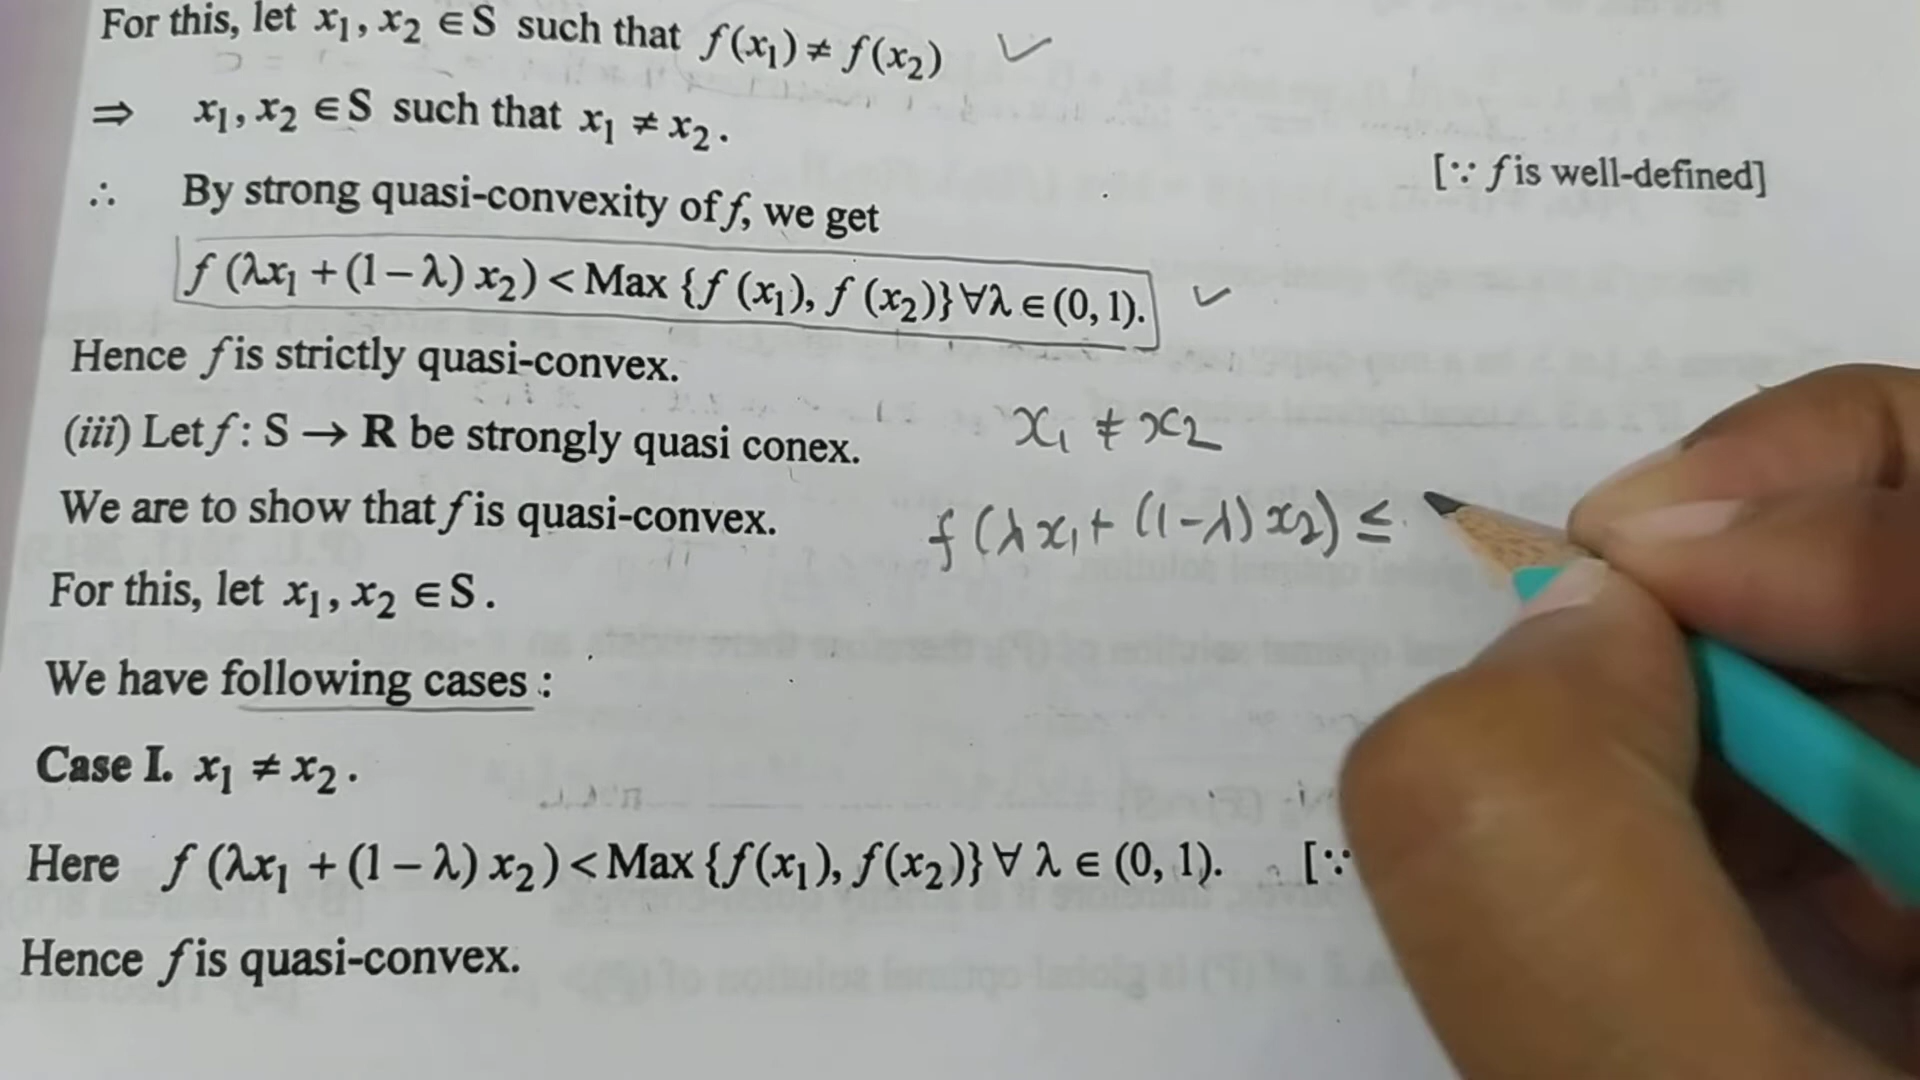 For this, let x₁, x₂ ∈ S such that f(x₁) ≠ f(x₂)
⇒ x₁, x₂ ∈ S such that x₁ ≠ x₂.
[∵ f is well-defined]
∴ By strong quasi-convexity of f, we get
f (λx₁ + (1 – λ) x₂) < Max {f (x₁), f (x₂)} ∀ λ ∈ (0, 1).
Hence f is strictly quasi-convex.
(iii) Let f : S → R be strongly quasi conex.
x₁ ≠ x₂
We are to show that f is quasi-convex.
f (λ x₁ + (1-λ) x₂) ≤
For this, let x₁, x₂ ∈ S.
We have following cases :
Case I. x₁ ≠ x₂.
Here f (λx₁ + (1 – λ) x₂) < Max {f(x₁), f(x₂)} ∀ λ ∈ (0, 1). [∵
Hence f is quasi-convex.